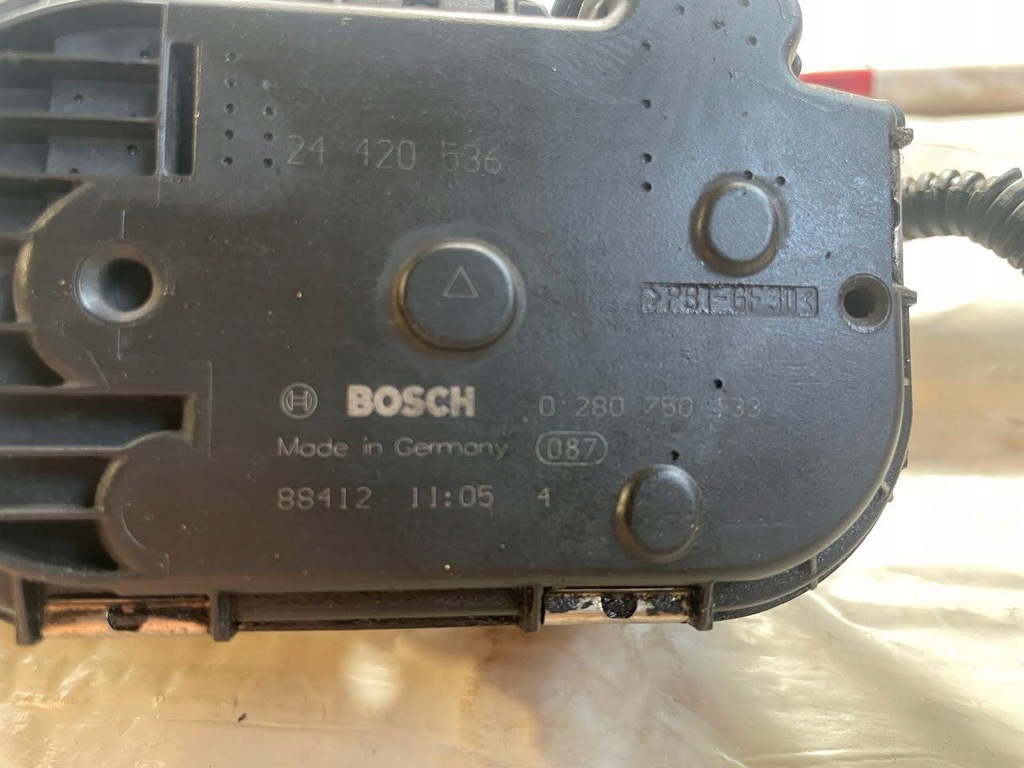 24 420 536
>PBT-GF30<
BOSCH 0 280 750 133
Made in Germany 087
88412 11:05 4